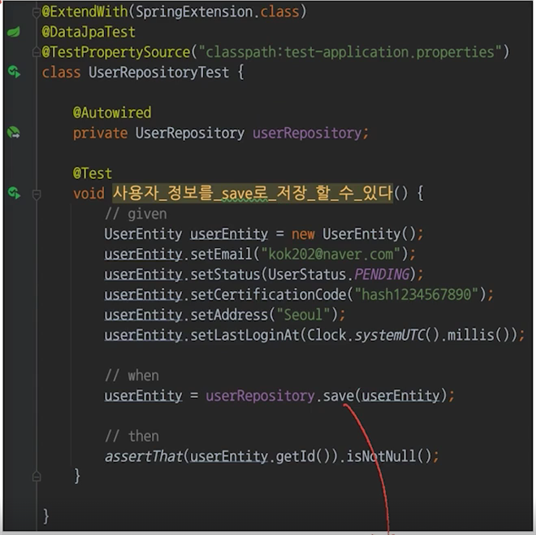 @ExtendWith(SpringExtension.class)
@DataJpaTest
@TestPropertySource("classpath:test-application.properties")
class UserRepositoryTest {
@Autowired
private UserRepository userRepository;
@Test
void 사용자_정보를_save로_저장_할_수_있다() {
// given
UserEntity userEntity = new UserEntity();
userEntity.setEmail("kok202@naver.com");
userEntity.setStatus(UserStatus.PENDING);
userEntity.setCertificationCode("hash1234567890");
userEntity.setAddress("Seoul");
userEntity.setLastLoginAt(Clock.systemUTC().millis());
// when
userEntity = userRepository.save(userEntity);
// then
assertThat(userEntity.getId()).isNotNull();
}
}